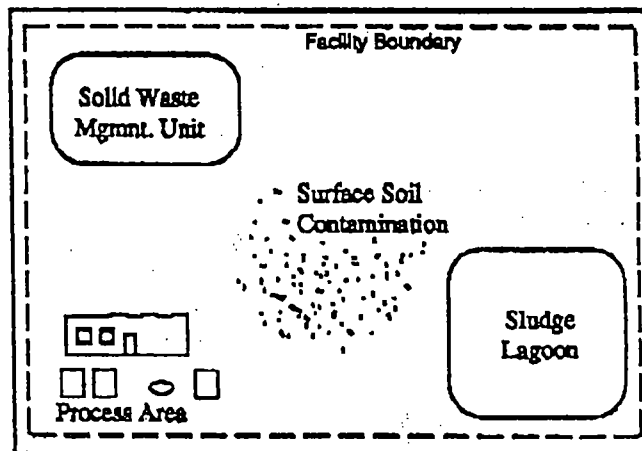 Facility Boundary
Solid Waste
Mgmnt. Unit
Surface Soil
Contamination
Sludge
Lagoon
Process Area